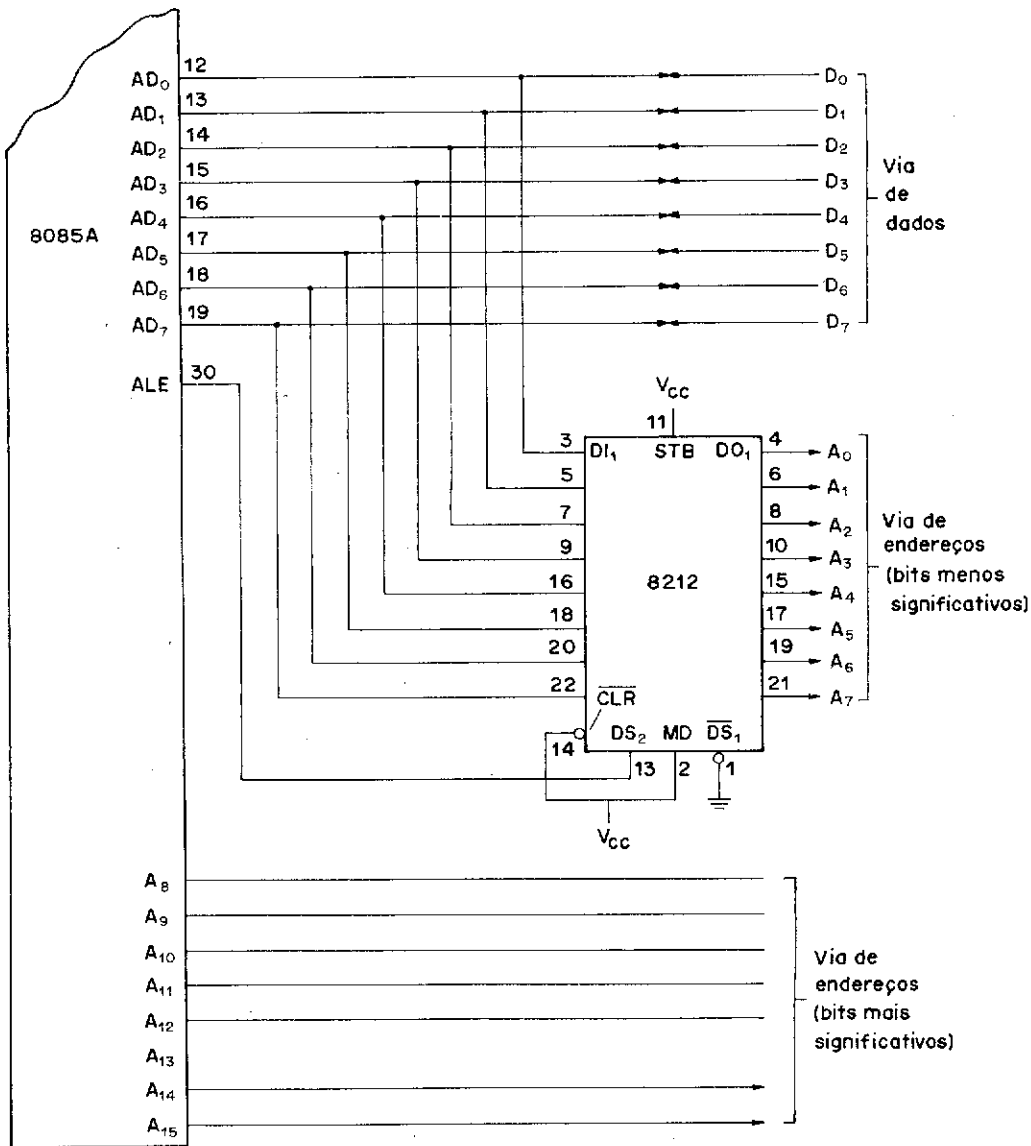 8085A
AD₀ 12 D₀
AD₁ 13 D₁
AD₂ 14 D₂
AD₃ 15 D₃
AD₄ 16 D₄
AD₅ 17 D₅
AD₆ 18 D₆
AD₇ 19 D₇
Via
de
dados
ALE 30
VCC
11
3 DI₁ STB DO₁ 4 A₀
5 6 A₁
7 8 A₂
9 10 A₃
16 8212 15 A₄
18 17 A₅
20 19 A₆
22 21 A₇
Via de
endereços
(bits menos
significativos)
C̅L̅R̅
14 DS₂ MD D̅S̅₁
13 2 1
VCC
A₈
A₉
A₁₀
A₁₁
A₁₂
A₁₃
A₁₄
A₁₅
Via de
endereços
(bits mais
significativos)